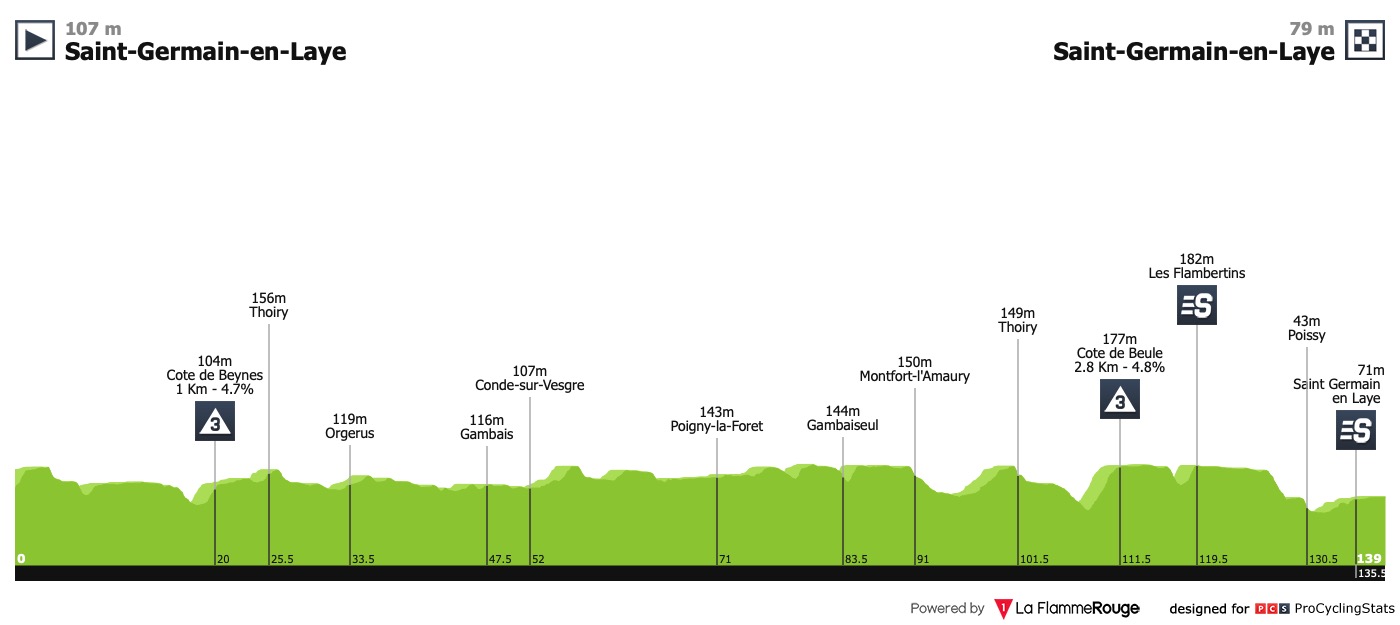 107 m
Saint-Germain-en-Laye
79 m
Saint-Germain-en-Laye
156m
Thoiry
104m
Cote de Beynes
1 Km - 4.7%
3
119m
Orgerus
116m
Gambais
107m
Conde-sur-Vesgre
143m
Poigny-la-Foret
144m
Gambaiseul
150m
Montfort-l'Amaury
149m
Thoiry
177m
Cote de Beule
2.8 Km - 4.8%
3
182m
Les Flambertins
S
43m
Poissy
71m
Saint Germain
en Laye
S
0
20
25.5
33.5
47.5
52
71
83.5
91
101.5
111.5
119.5
130.5
139
135.5
Powered by 1 La FlammeRouge designed for PCS ProCyclingStats